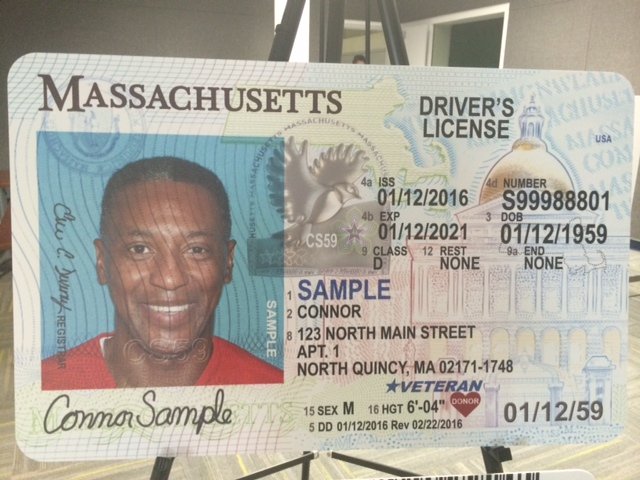 MASSACHUSETTS
DRIVER'S
LICENSE
USA
4a ISS
01/12/2016
4d NUMBER
S99988801
4b EXP
01/12/2021
3 DOB
01/12/1959
9 CLASS
D
12 REST
NONE
9a END
NONE
CS59
1 SAMPLE
2 CONNOR
8 123 NORTH MAIN STREET
APT. 1
NORTH QUINCY, MA 02171-1748
VETERAN
DONOR
15 SEX M 16 HGT 6'-04"
01/12/59
5 DD 01/12/2016 Rev 02/22/2016
REGISTRAR
SAMPLE
CS59
Connor Sample